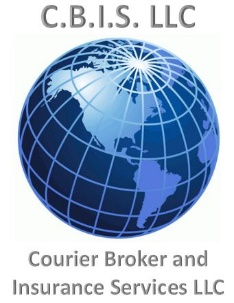 C.B.I.S. LLC
Courier Broker and
Insurance Services LLC